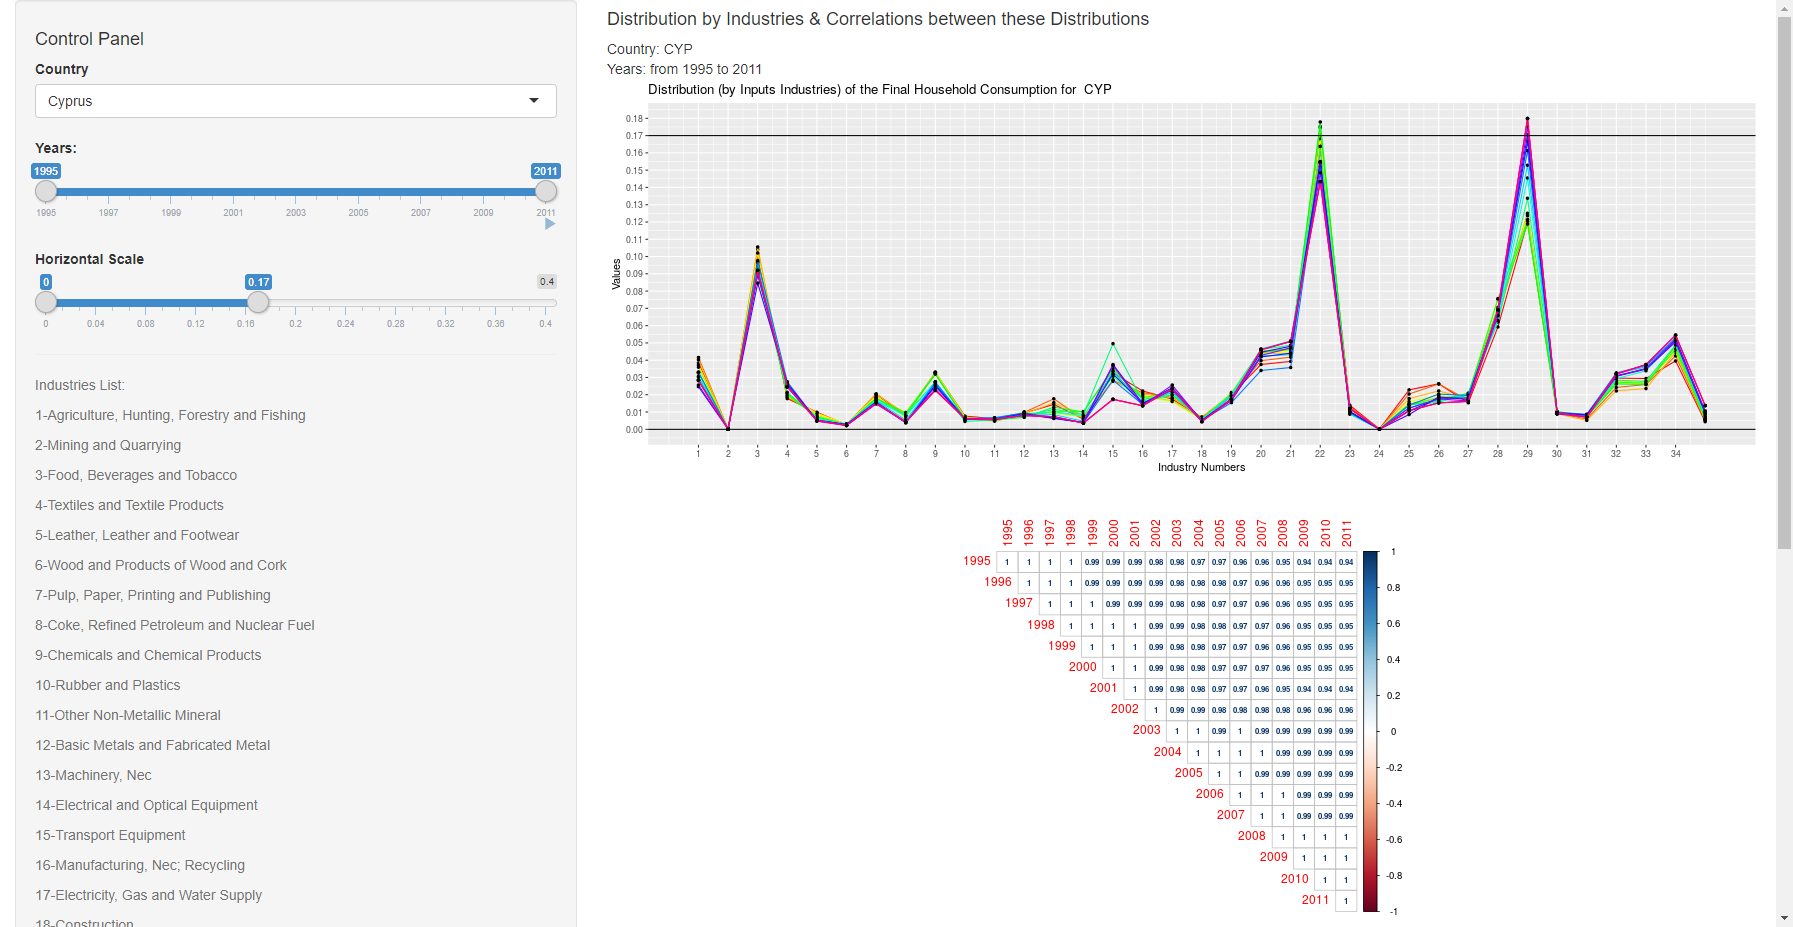 Control Panel
Country
Cyprus
Years:
1995 2011
1995 1997 1999 2001 2003 2005 2007 2009 2011
Horizontal Scale
0 0.17 0.4
0 0.04 0.08 0.12 0.16 0.2 0.24 0.28 0.32 0.36 0.4
Industries List:
1-Agriculture, Hunting, Forestry and Fishing
2-Mining and Quarrying
3-Food, Beverages and Tobacco
4-Textiles and Textile Products
5-Leather, Leather and Footwear
6-Wood and Products of Wood and Cork
7-Pulp, Paper, Printing and Publishing
8-Coke, Refined Petroleum and Nuclear Fuel
9-Chemicals and Chemical Products
10-Rubber and Plastics
11-Other Non-Metallic Mineral
12-Basic Metals and Fabricated Metal
13-Machinery, Nec
14-Electrical and Optical Equipment
15-Transport Equipment
16-Manufacturing, Nec; Recycling
17-Electricity, Gas and Water Supply
18-Construction
Distribution by Industries & Correlations between these Distributions
Country: CYP
Years: from 1995 to 2011
Distribution (by Inputs Industries) of the Final Household Consumption for CYP
Values
0.18
0.17
0.16
0.15
0.14
0.13
0.12
0.11
0.10
0.09
0.08
0.07
0.06
0.05
0.04
0.03
0.02
0.01
0.00
1 2 3 4 5 6 7 8 9 10 11 12 13 14 15 16 17 18 19 20 21 22 23 24 25 26 27 28 29 30 31 32 33 34
Industry Numbers
1995 1996 1997 1998 1999 2000 2001 2002 2003 2004 2005 2006 2007 2008 2009 2010 2011
1995 1 1 1 1 0.99 0.99 0.99 0.98 0.98 0.97 0.97 0.96 0.96 0.95 0.94 0.94 0.94
1996 1 1 1 0.99 0.99 0.99 0.99 0.98 0.98 0.98 0.97 0.96 0.96 0.95 0.95 0.95
1997 1 1 1 0.99 0.99 0.99 0.98 0.98 0.97 0.97 0.96 0.96 0.95 0.95 0.95
1998 1 1 1 1 0.99 0.99 0.98 0.98 0.97 0.97 0.96 0.95 0.95 0.95
1999 1 1 1 0.99 0.98 0.98 0.97 0.97 0.96 0.96 0.95 0.95 0.95
2000 1 1 0.99 0.98 0.98 0.97 0.97 0.96 0.96 0.95 0.95 0.95
2001 1 0.99 0.98 0.98 0.97 0.97 0.96 0.95 0.94 0.94 0.94
2002 1 0.99 0.99 0.98 0.98 0.98 0.98 0.96 0.96 0.96
2003 1 1 0.99 1 0.99 0.99 0.99 0.99 0.99
2004 1 1 1 1 0.99 0.99 0.99 0.99
2005 1 1 0.99 0.99 0.99 0.99 0.99
2006 1 1 1 0.99 0.99 0.99
2007 1 1 0.99 0.99 0.99
2008 1 1 1 1
2009 1 1 1
2010 1 1
2011 1
1
0.8
0.6
0.4
0.2
0
-0.2
-0.4
-0.6
-0.8
-1